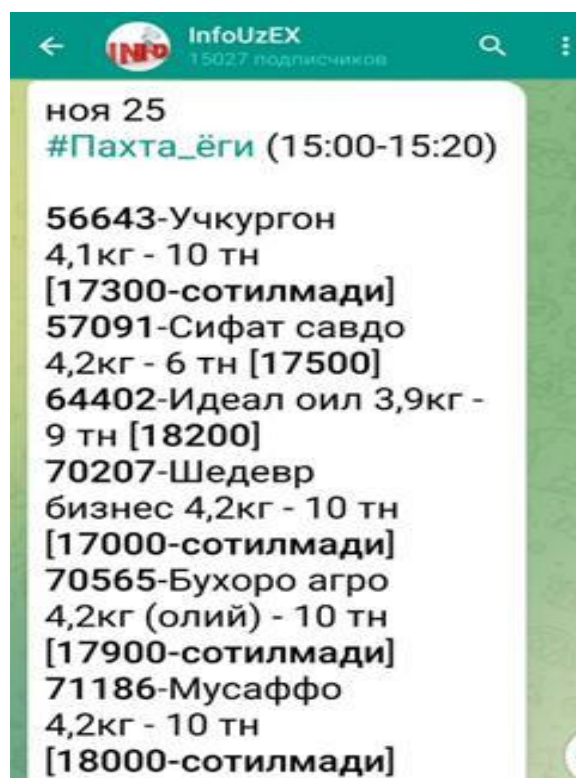 InfoUzEX
INFO
15027 подписчиков
ноя 25
#Пахта_ёги (15:00-15:20)
56643-Учкургон
4,1кг - 10 тн
[17300-сотилмади]
57091-Сифат савдо
4,2кг - 6 тн [17500]
64402-Идеал оил 3,9кг -
9 тн [18200]
70207-Шедевр
бизнес 4,2кг - 10 тн
[17000-сотилмади]
70565-Бухоро агро
4,2кг (олий) - 10 тн
[17900-сотилмади]
71186-Мусаффо
4,2кг - 10 тн
[18000-сотилмади]